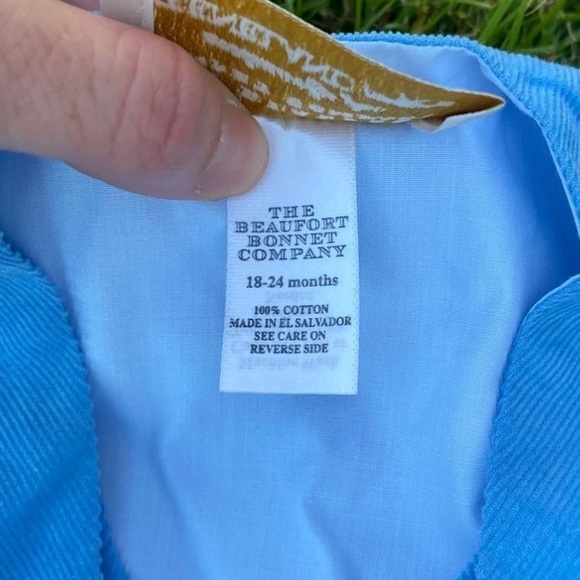 THE
BEAUFORT
BONNET
COMPANY
18-24 months
100% COTTON
MADE IN EL SALVADOR
SEE CARE ON
REVERSE SIDE